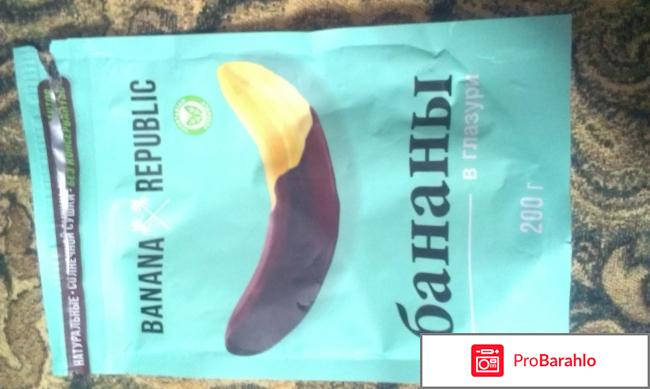 НАТУРАЛЬНЫЕ · СОЛНЕЧНОЙ СУШКИ ·
BANANA REPUBLIC
бананы
в глазури
200 г
ProBarahlo